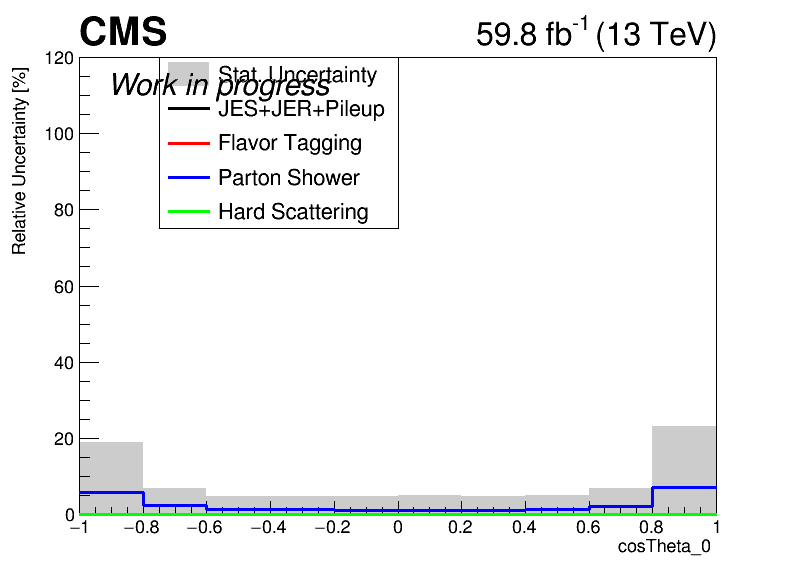 CMS
59.8 fb-1 (13 TeV)
Relative Uncertainty [%]
120
100
80
60
40
20
0
Work in progress
Stat. Uncertainty
JES+JER+Pileup
Flavor Tagging
Parton Shower
Hard Scattering
−1 −0.8 −0.6 −0.4 −0.2 0 0.2 0.4 0.6 0.8 1
cosTheta_0